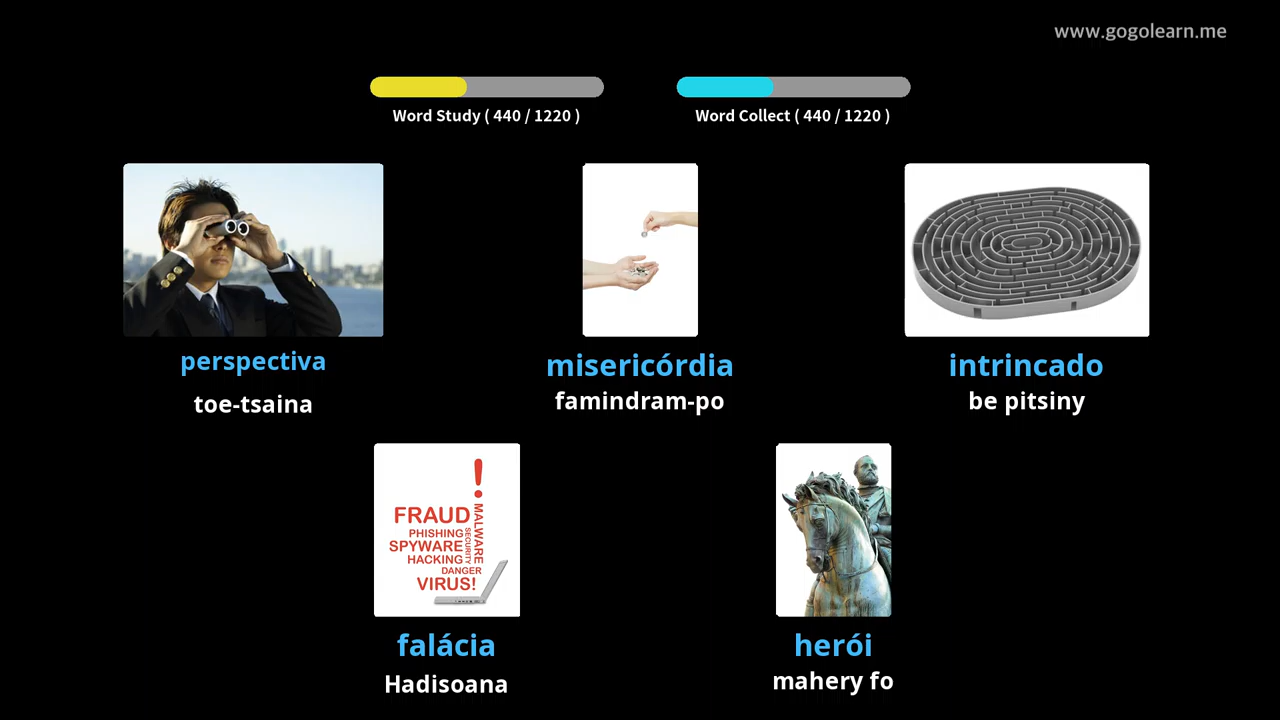 www.gogolearn.me
Word Study ( 440 / 1220 )
Word Collect ( 440 / 1220 )
perspectiva
toe-tsaina
misericórdia
famindram-po
intrincado
be pitsiny
!
FRAUD
PHISHING
SPYWARE
HACKING
DANGER
VIRUS!
SECURITY
MALWARE
falácia
Hadisoana
herói
mahery fo